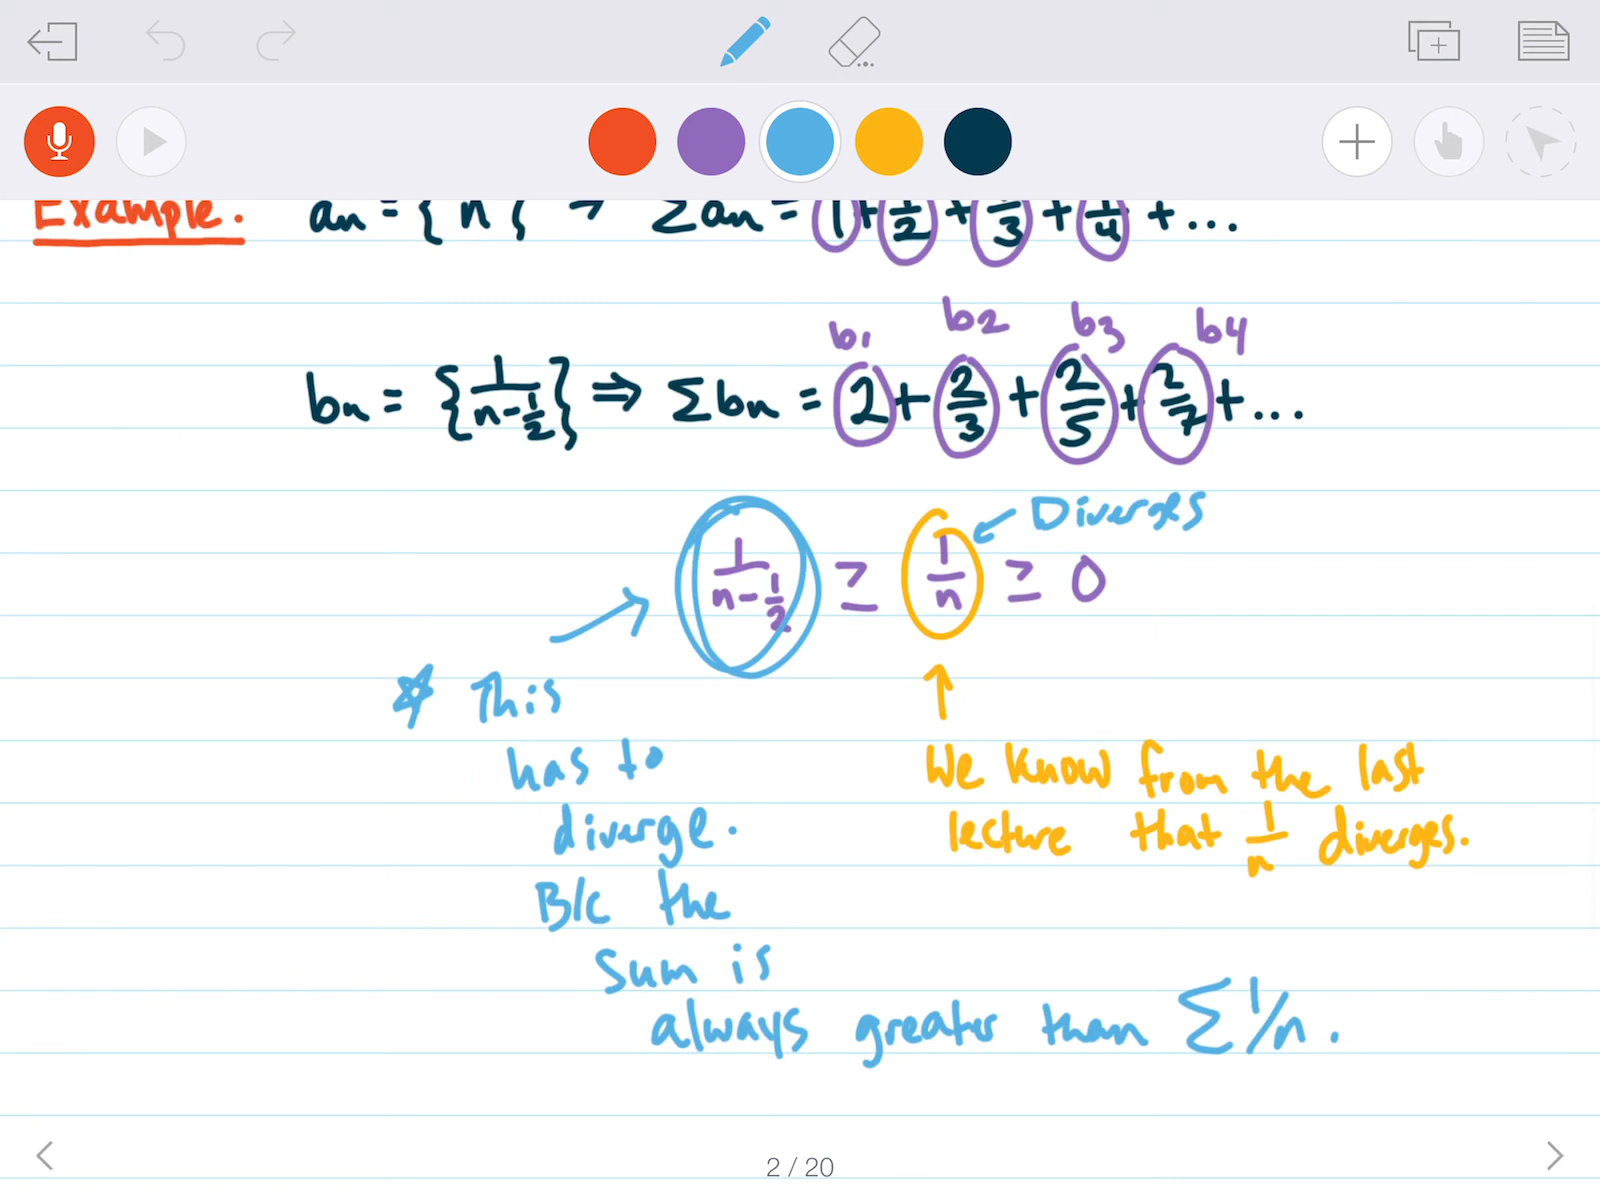 Example. an = { n } → Σan = 1 + 1/2 + 1/3 + 1/4 + ...
b1 b2 b3 b4
bn = {1/(n-1/2)} ⇒ Σbn = 2 + 2/3 + 2/5 + 2/7 + ...
Diverges
1/(n-1/2) ≥ 1/n ≥ 0
This
has to
diverge.
B/c the
sum is
always greater than Σ1/n.
We know from the last
lecture that 1/n diverges.
2 / 20